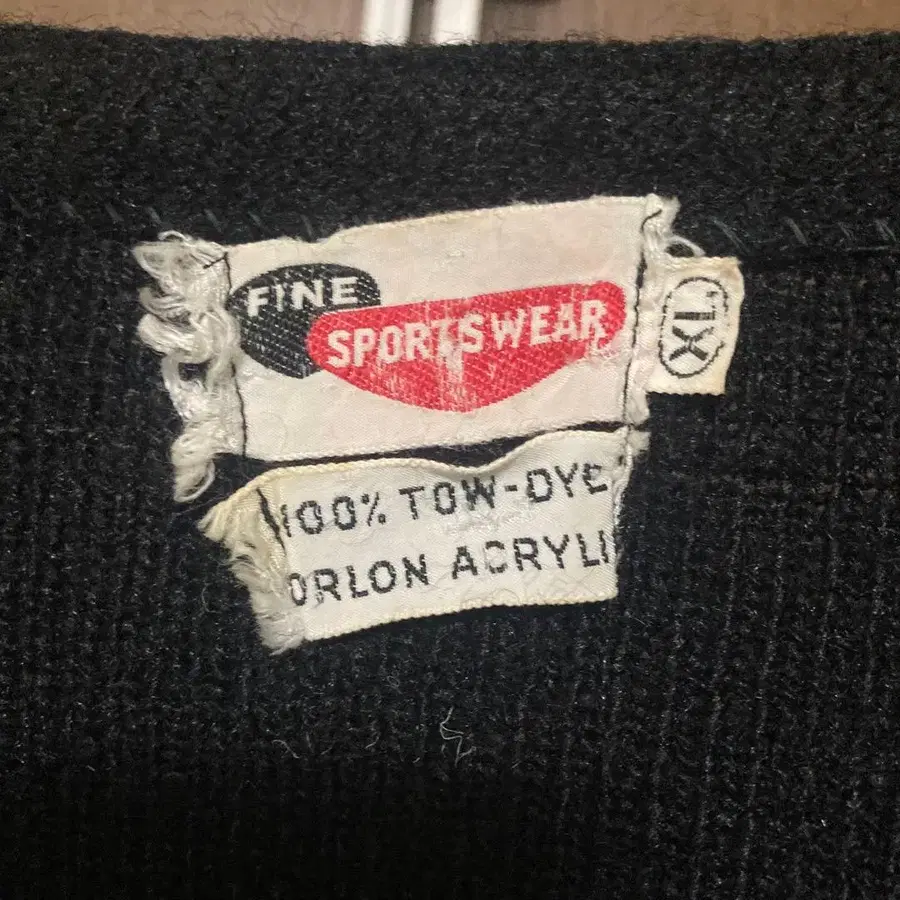 FINE
SPORTSWEAR
XL
100% TOW-DYE
ORLON ACRYLI